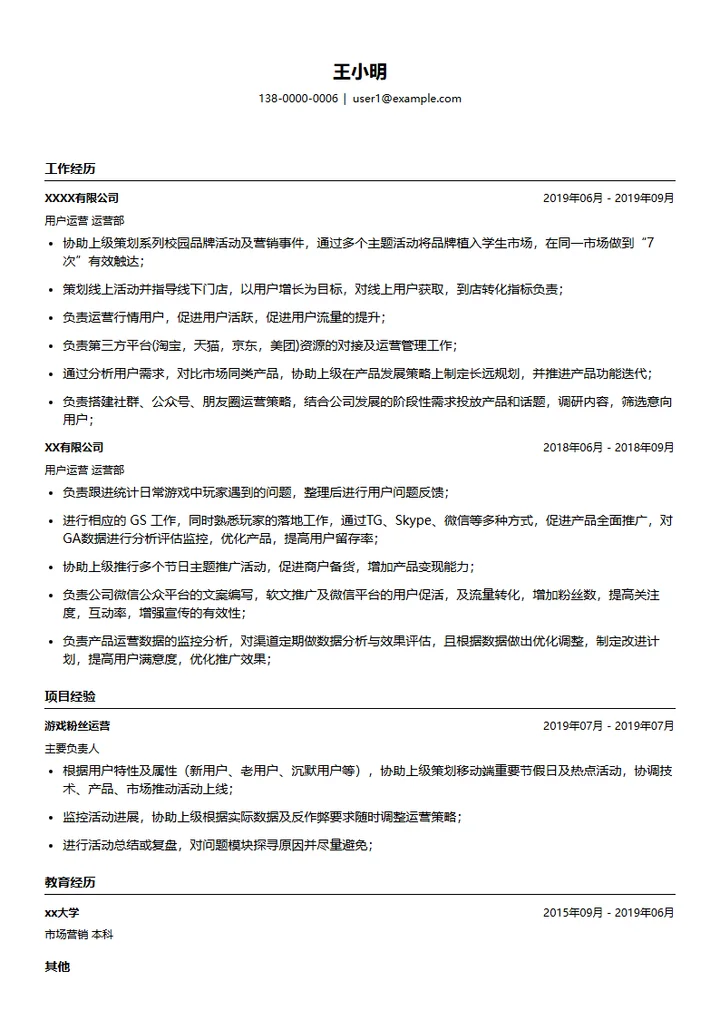 王小明
138-0000-0006 | user1@example.com
工作经历
XXXX有限公司 2019年06月 - 2019年09月
用户运营 运营部
• 协助上级策划系列校园品牌活动及营销事件，通过多个主题活动将品牌植入学生市场，在同一市场做到“7
次”有效触达；
• 策划线上活动并指导线下门店，以用户增长为目标，对线上用户获取，到店转化指标负责；
• 负责运营行情用户，促进用户活跃，促进用户流量的提升；
• 负责第三方平台(淘宝，天猫，京东，美团)资源的对接及运营管理工作；
• 通过分析用户需求，对比市场同类产品，协助上级在产品发展策略上制定长远规划，并推进产品功能迭代；
• 负责搭建社群、公众号、朋友圈运营策略，结合公司发展的阶段性需求投放产品和话题，调研内容，筛选意向
用户；
XX有限公司 2018年06月 - 2018年09月
用户运营 运营部
• 负责跟进统计日常游戏中玩家遇到的问题，整理后进行用户问题反馈；
• 进行相应的 GS 工作，同时熟悉玩家的落地工作，通过TG、Skype、微信等多种方式，促进产品全面推广，对
GA数据进行分析评估监控，优化产品，提高用户留存率；
• 协助上级推行多个节日主题推广活动，促进商户备货，增加产品变现能力；
• 负责公司微信公众平台的文案编写，软文推广及微信平台的用户促活，及流量转化，增加粉丝数，提高关注
度，互动率，增强宣传的有效性；
• 负责产品运营数据的监控分析，对渠道定期做数据分析与效果评估，且根据数据做出优化调整，制定改进计
划，提高用户满意度，优化推广效果；
项目经验
游戏粉丝运营 2019年07月 - 2019年07月
主要负责人
• 根据用户特性及属性（新用户、老用户、沉默用户等），协助上级策划移动端重要节假日及热点活动，协调技
术、产品、市场推动活动上线；
• 监控活动进展，协助上级根据实际数据及反作弊要求随时调整运营策略；
• 进行活动总结或复盘，对问题模块探寻原因并尽量避免；
教育经历
xx大学 2015年09月 - 2019年06月
市场营销 本科
其他